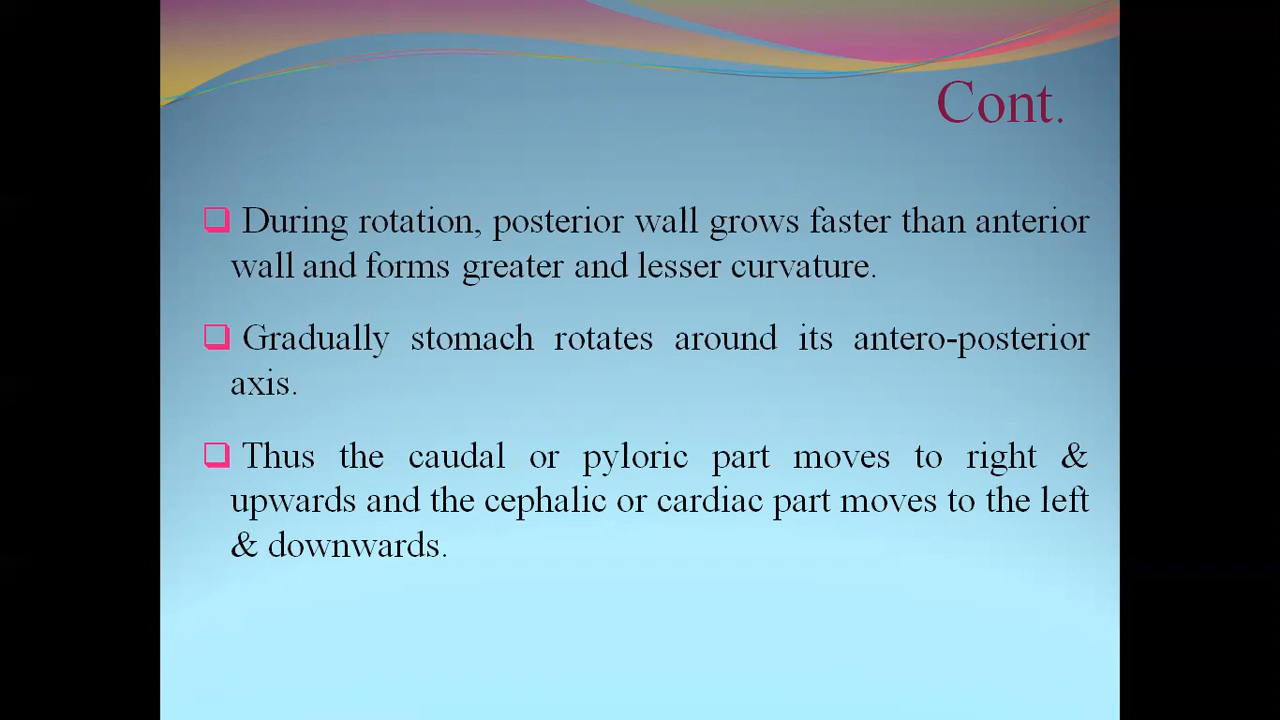 Cont.
During rotation, posterior wall grows faster than anterior
wall and forms greater and lesser curvature.
Gradually stomach rotates around its antero-posterior
axis.
Thus the caudal or pyloric part moves to right &
upwards and the cephalic or cardiac part moves to the left
& downwards.